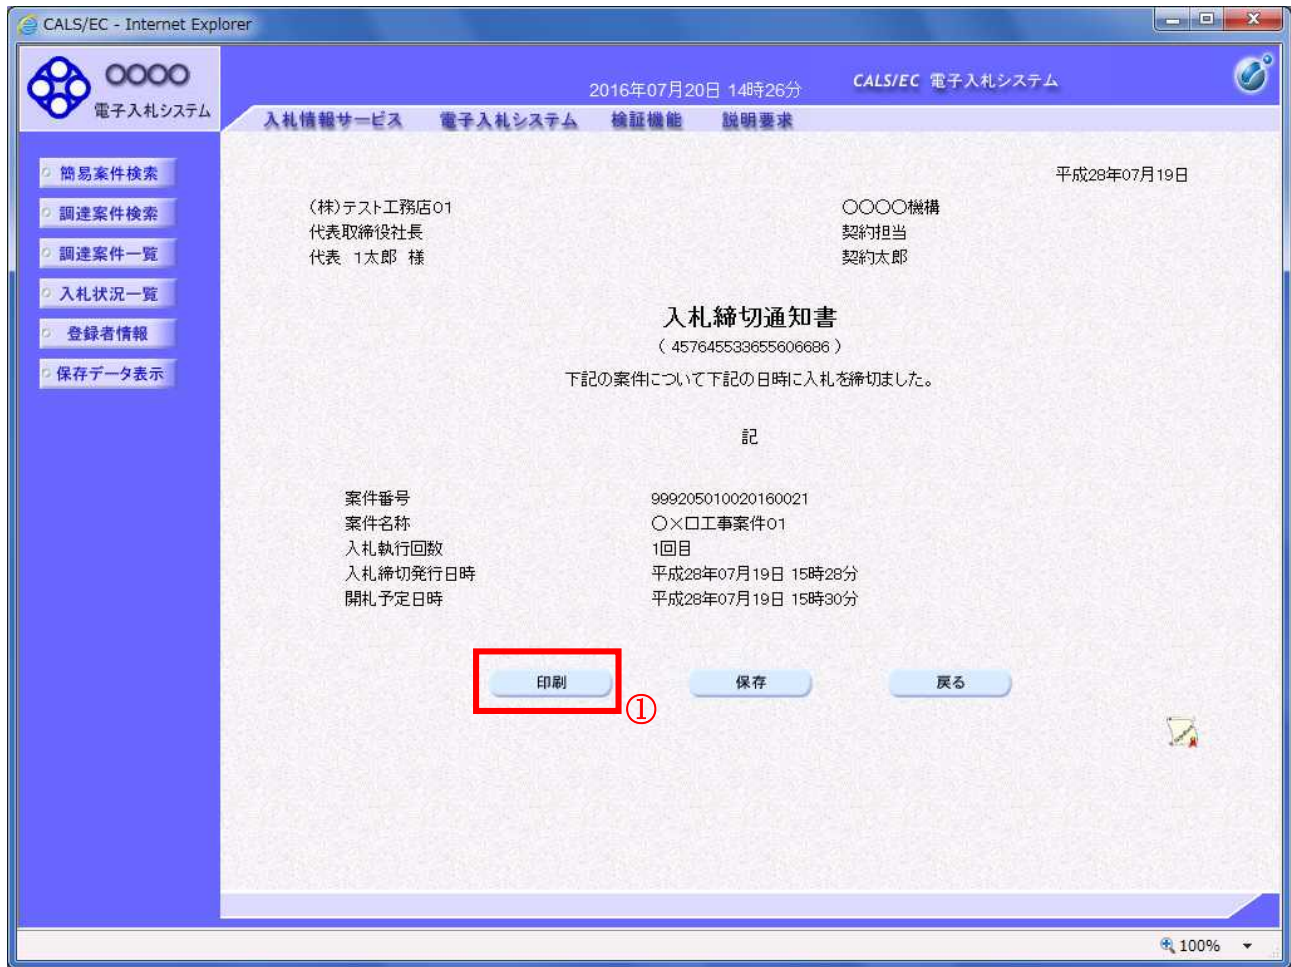 CALS/EC - Internet Explorer
○○○○
電子入札システム
2016年07月20日 14時26分
CALS/EC 電子入札システム
入札情報サービス 電子入札システム 検証機能 説明要求
簡易案件検索
調達案件検索
調達案件一覧
入札状況一覧
登録者情報
保存データ表示
平成28年07月19日
(株)テスト工務店01
代表取締役社長
代表 1太郎 様
○○○○機構
契約担当
契約太郎
入札締切通知書
( 457645533655606686 )
下記の案件について下記の日時に入札を締切ました。
記
案件番号 999205010020160021
案件名称 ○×口工事案件01
入札執行回数 1回目
入札締切発行日時 平成28年07月19日 15時28分
開札予定日時 平成28年07月19日 15時30分
印刷 保存 戻る
①
100%